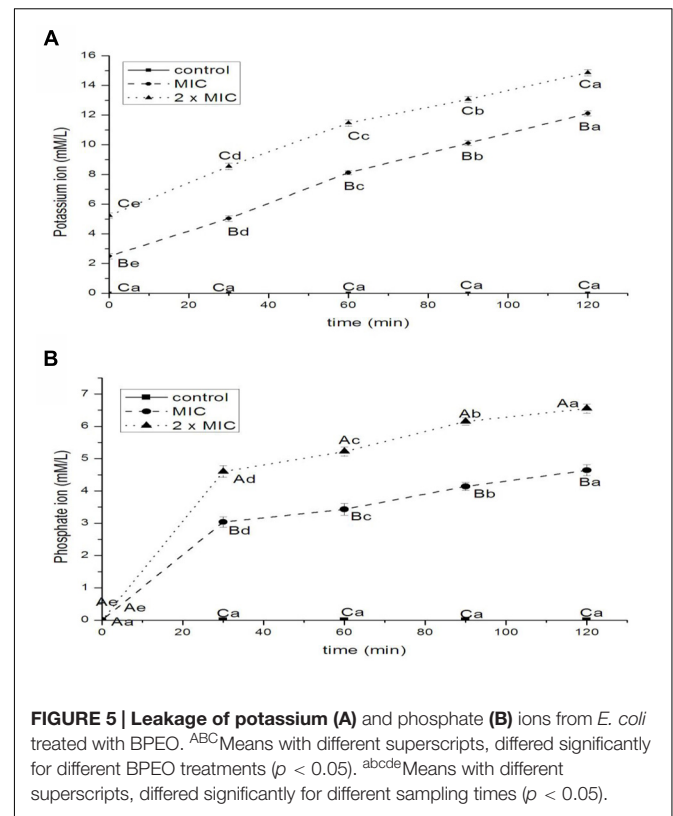 A
Potassium ion (mM/L)
16
14
12
10
8
6
4
2
0
control
MIC
2 x MIC
Ce
Cd
Cc
Cb
Ca
Be
Bd
Bc
Bb
Ba
Ca
Ca
Ca
Ca
Ca
0
20
40
60
80
100
120
time (min)
B
Phosphate ion (mM/L)
7
6
5
4
3
2
1
0
control
MIC
2 x MIC
Ad
Ac
Ab
Aa
Bd
Bc
Bb
Ba
Ae
Ae
Aa
Ca
Ca
Ca
Ca
0
20
40
60
80
100
120
time (min)
FIGURE 5 | Leakage of potassium (A) and phosphate (B) ions from E. coli
treated with BPEO. ABCMeans with different superscripts, differed significantly
for different BPEO treatments (p < 0.05). abcdeMeans with different
superscripts, differed significantly for different sampling times (p < 0.05).